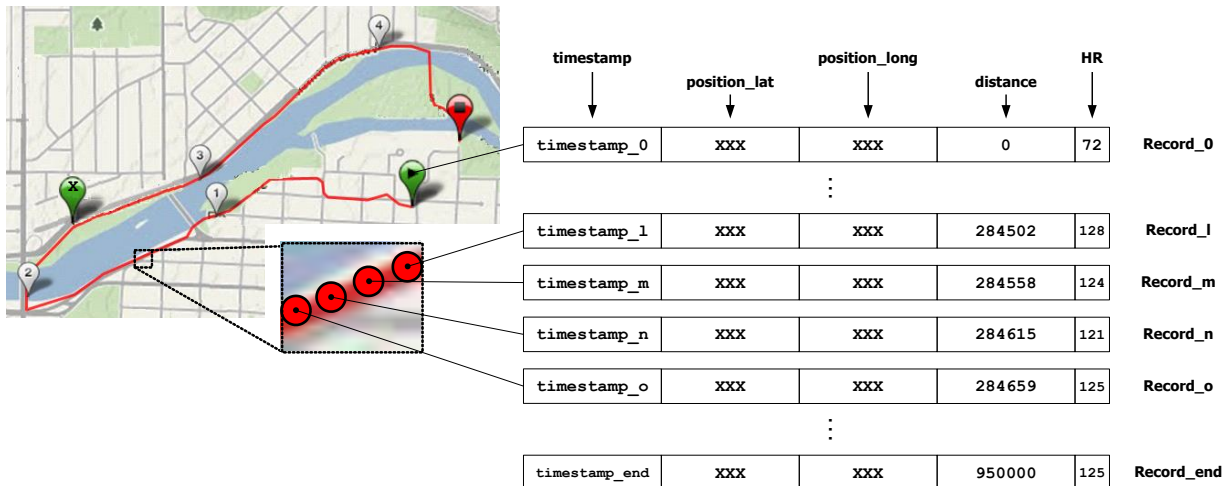 timestamp
position_lat
position_long
distance
HR
timestamp_0 XXX XXX 0 72 Record_0
timestamp_l XXX XXX 284502 128 Record_l
timestamp_m XXX XXX 284558 124 Record_m
timestamp_n XXX XXX 284615 121 Record_n
timestamp_o XXX XXX 284659 125 Record_o
timestamp_end XXX XXX 950000 125 Record_end
4
3
X
1
2